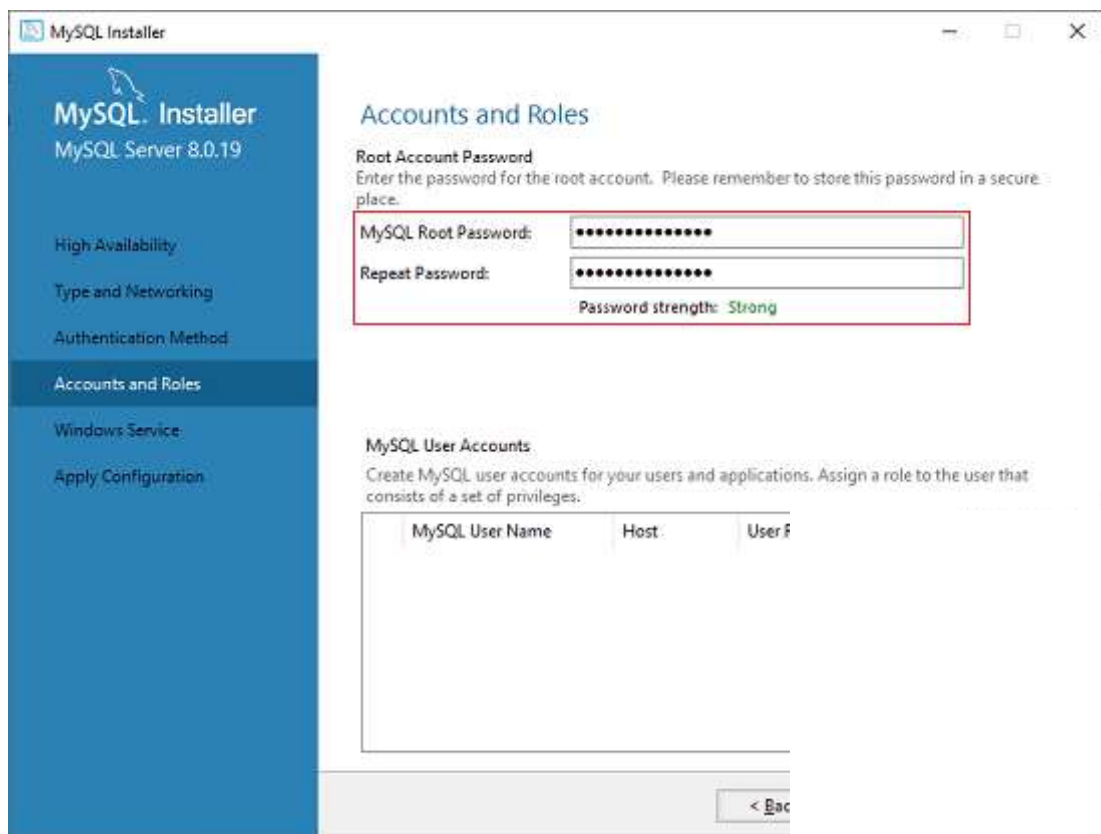 MySQL Installer
MySQL. Installer
MySQL Server 8.0.19
High Availability
Type and Networking
Authentication Method
Accounts and Roles
Windows Service
Apply Configuration
Accounts and Roles
Root Account Password
Enter the password for the root account. Please remember to store this password in a secure
place.
MySQL Root Password: ●●●●●●●●●●●●●●
Repeat Password: ●●●●●●●●●●●●●●
Password strength: Strong
MySQL User Accounts
Create MySQL user accounts for your users and applications. Assign a role to the user that
consists of a set of privileges.
MySQL User Name Host User
<